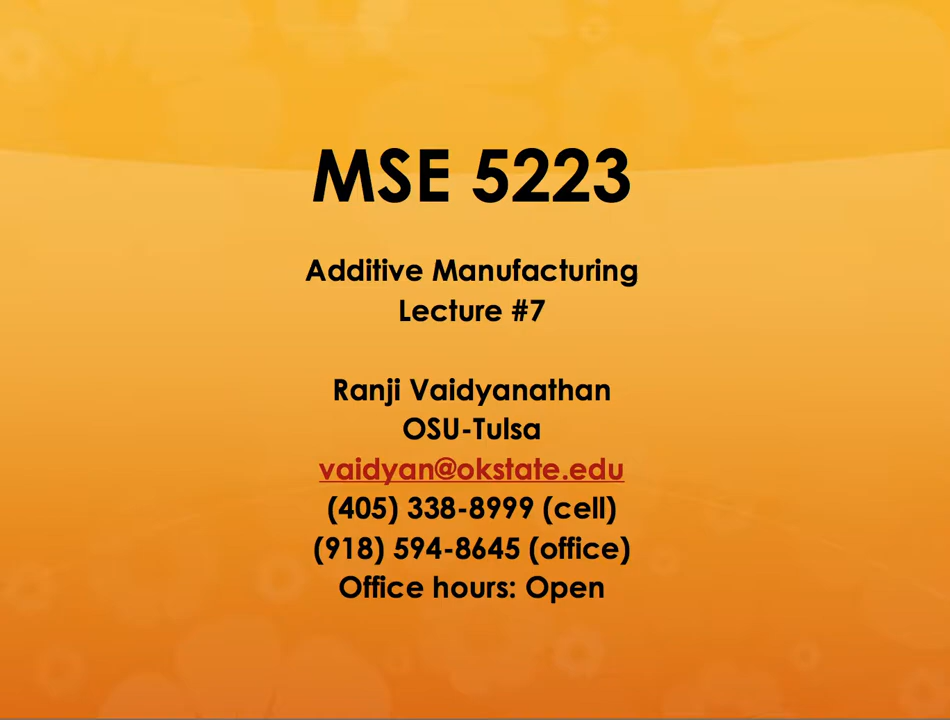 MSE 5223
Additive Manufacturing
Lecture #7
Ranji Vaidyanathan
OSU-Tulsa
vaidyan@okstate.edu
(405) 338-8999 (cell)
(918) 594-8645 (office)
Office hours: Open